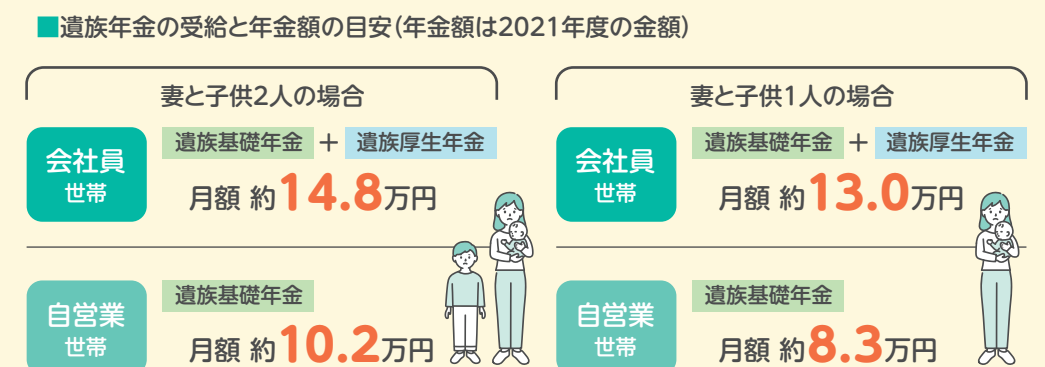 ■遺族年金の受給と年金額の目安(年金額は2021年度の金額)
妻と子供2人の場合
会社員
世帯
遺族基礎年金 + 遺族厚生年金
月額 約14.8万円
自営業
世帯
遺族基礎年金
月額 約10.2万円
妻と子供1人の場合
会社員
世帯
遺族基礎年金 + 遺族厚生年金
月額 約13.0万円
自営業
世帯
遺族基礎年金
月額 約8.3万円